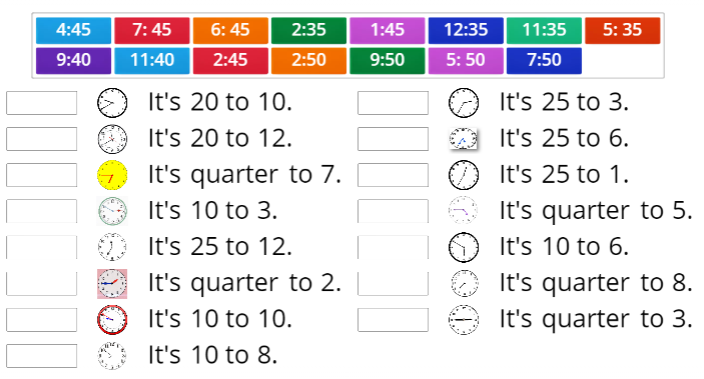 4:45 7: 45 6: 45 2:35 1:45 12:35 11:35 5: 35
9:40 11:40 2:45 2:50 9:50 5: 50 7:50
It's 20 to 10.
It's 20 to 12.
It's quarter to 7.
It's 10 to 3.
It's 25 to 12.
It's quarter to 2.
It's 10 to 10.
It's 10 to 8.
It's 25 to 3.
It's 25 to 6.
It's 25 to 1.
It's quarter to 5.
It's 10 to 6.
It's quarter to 8.
It's quarter to 3.